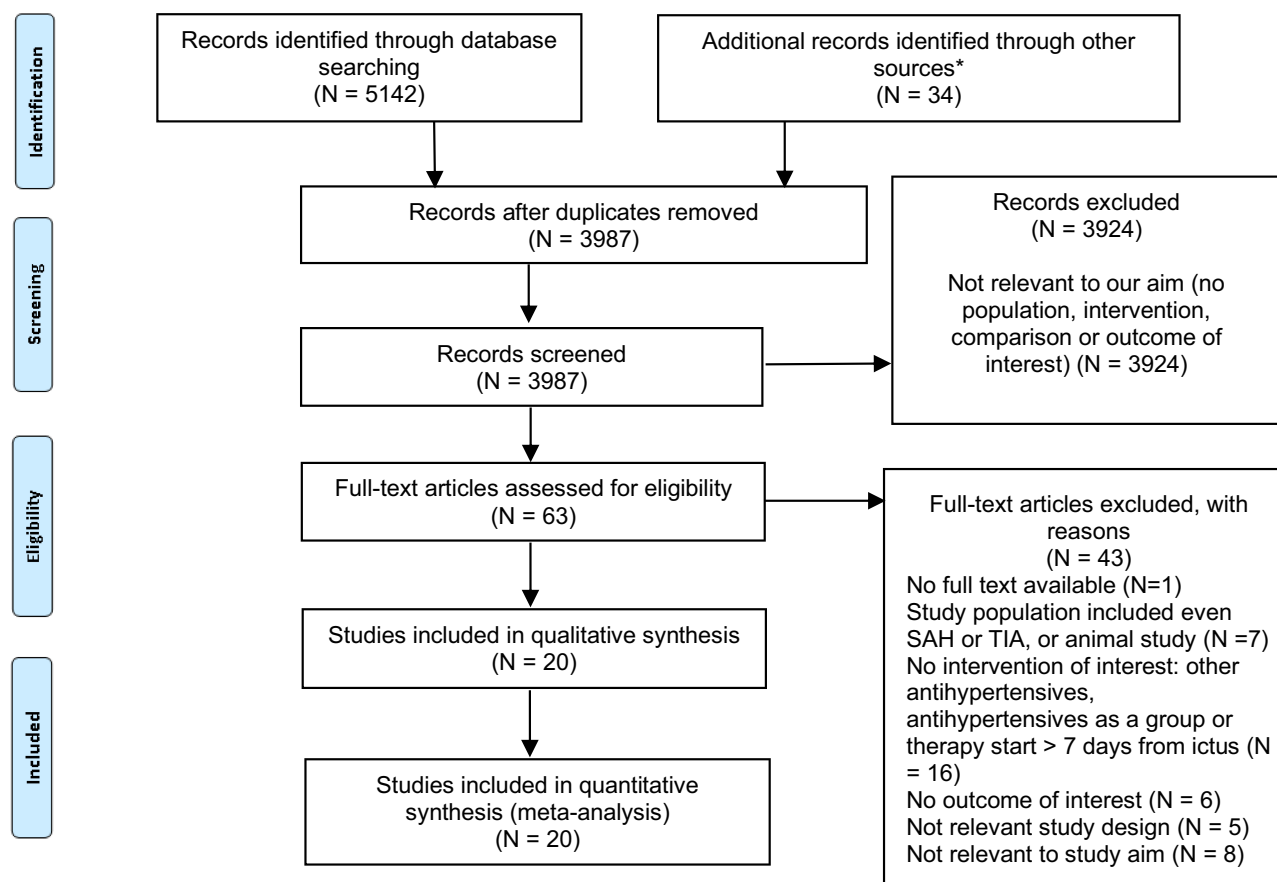 Identification
Records identified through database
searching
(N = 5142)
Additional records identified through other
sources*
(N = 34)
Records after duplicates removed
(N = 3987)
Screening
Records excluded
(N = 3924)
Not relevant to our aim (no
population, intervention,
comparison or outcome of
interest) (N = 3924)
Records screened
(N = 3987)
Eligibility
Full-text articles assessed for eligibility
(N = 63)
Full-text articles excluded, with
reasons
(N = 43)
No full text available (N=1)
Study population included even
SAH or TIA, or animal study (N =7)
No intervention of interest: other
antihypertensives,
antihypertensives as a group or
therapy start > 7 days from ictus (N
= 16)
No outcome of interest (N = 6)
Not relevant study design (N = 5)
Not relevant to study aim (N = 8)
Studies included in qualitative synthesis
(N = 20)
Included
Studies included in quantitative
synthesis (meta-analysis)
(N = 20)